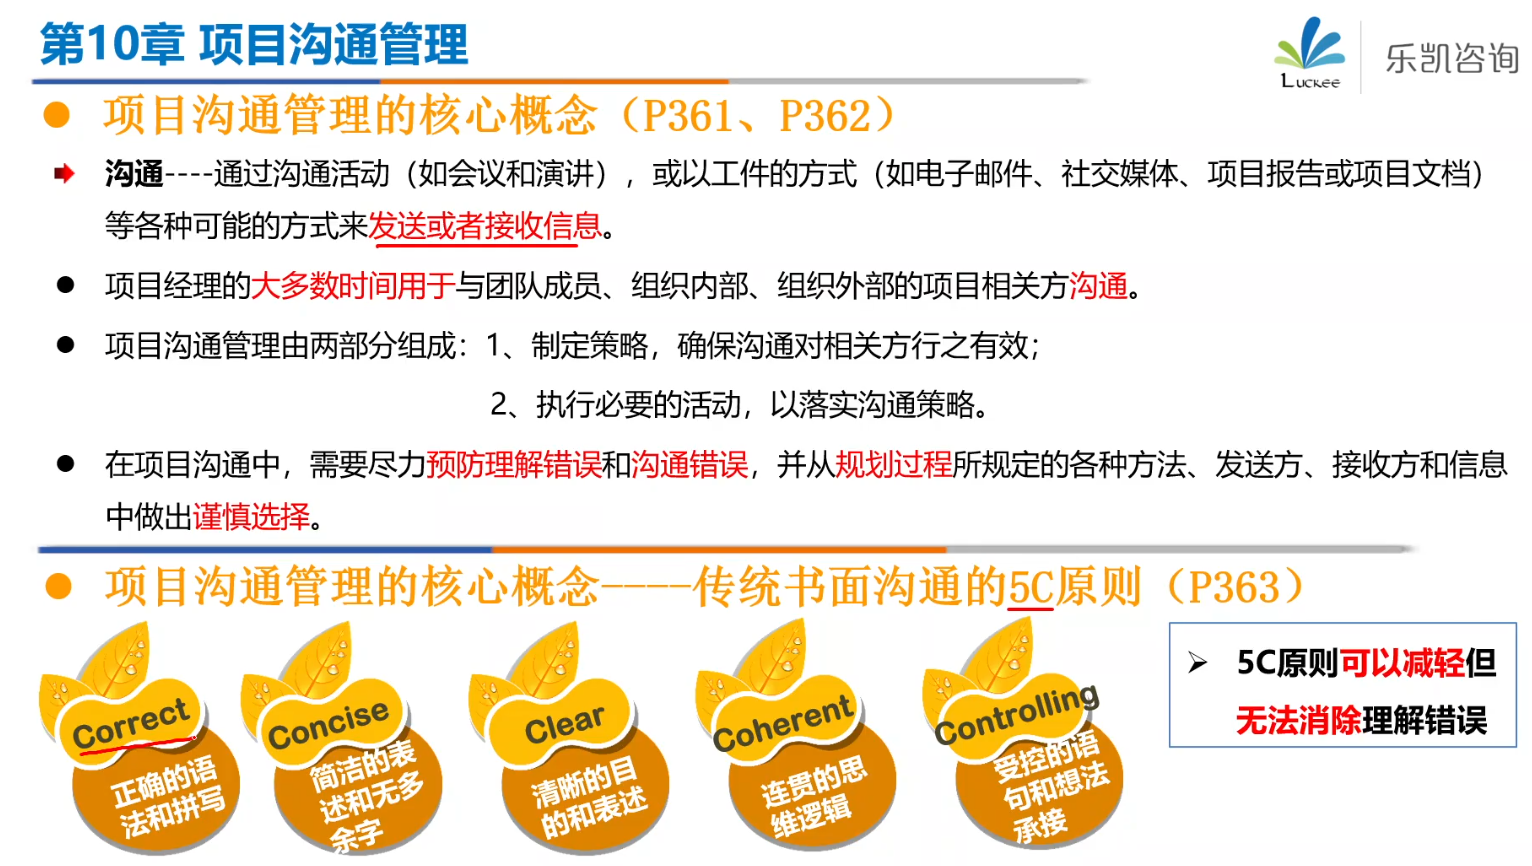 第10章 项目沟通管理
Luckee
乐凯咨询
项目沟通管理的核心概念（P361、P362）
沟通----通过沟通活动（如会议和演讲），或以工件的方式（如电子邮件、社交媒体、项目报告或项目文档）
等各种可能的方式来发送或者接收信息。
项目经理的大多数时间用于与团队成员、组织内部、组织外部的项目相关方沟通。
项目沟通管理由两部分组成：1、制定策略，确保沟通对相关方行之有效；
2、执行必要的活动，以落实沟通策略。
在项目沟通中，需要尽力预防理解错误和沟通错误，并从规划过程所规定的各种方法、发送方、接收方和信息
中做出谨慎选择。
项目沟通管理的核心概念----传统书面沟通的5C原则（P363）
Correct
正确的语
法和拼写
Concise
简洁的表
述和无多
余字
Clear
清晰的目
的和表述
Coherent
连贯的思
维逻辑
Controlling
受控的语
句和想法
承接
5C原则可以减轻但
无法消除理解错误